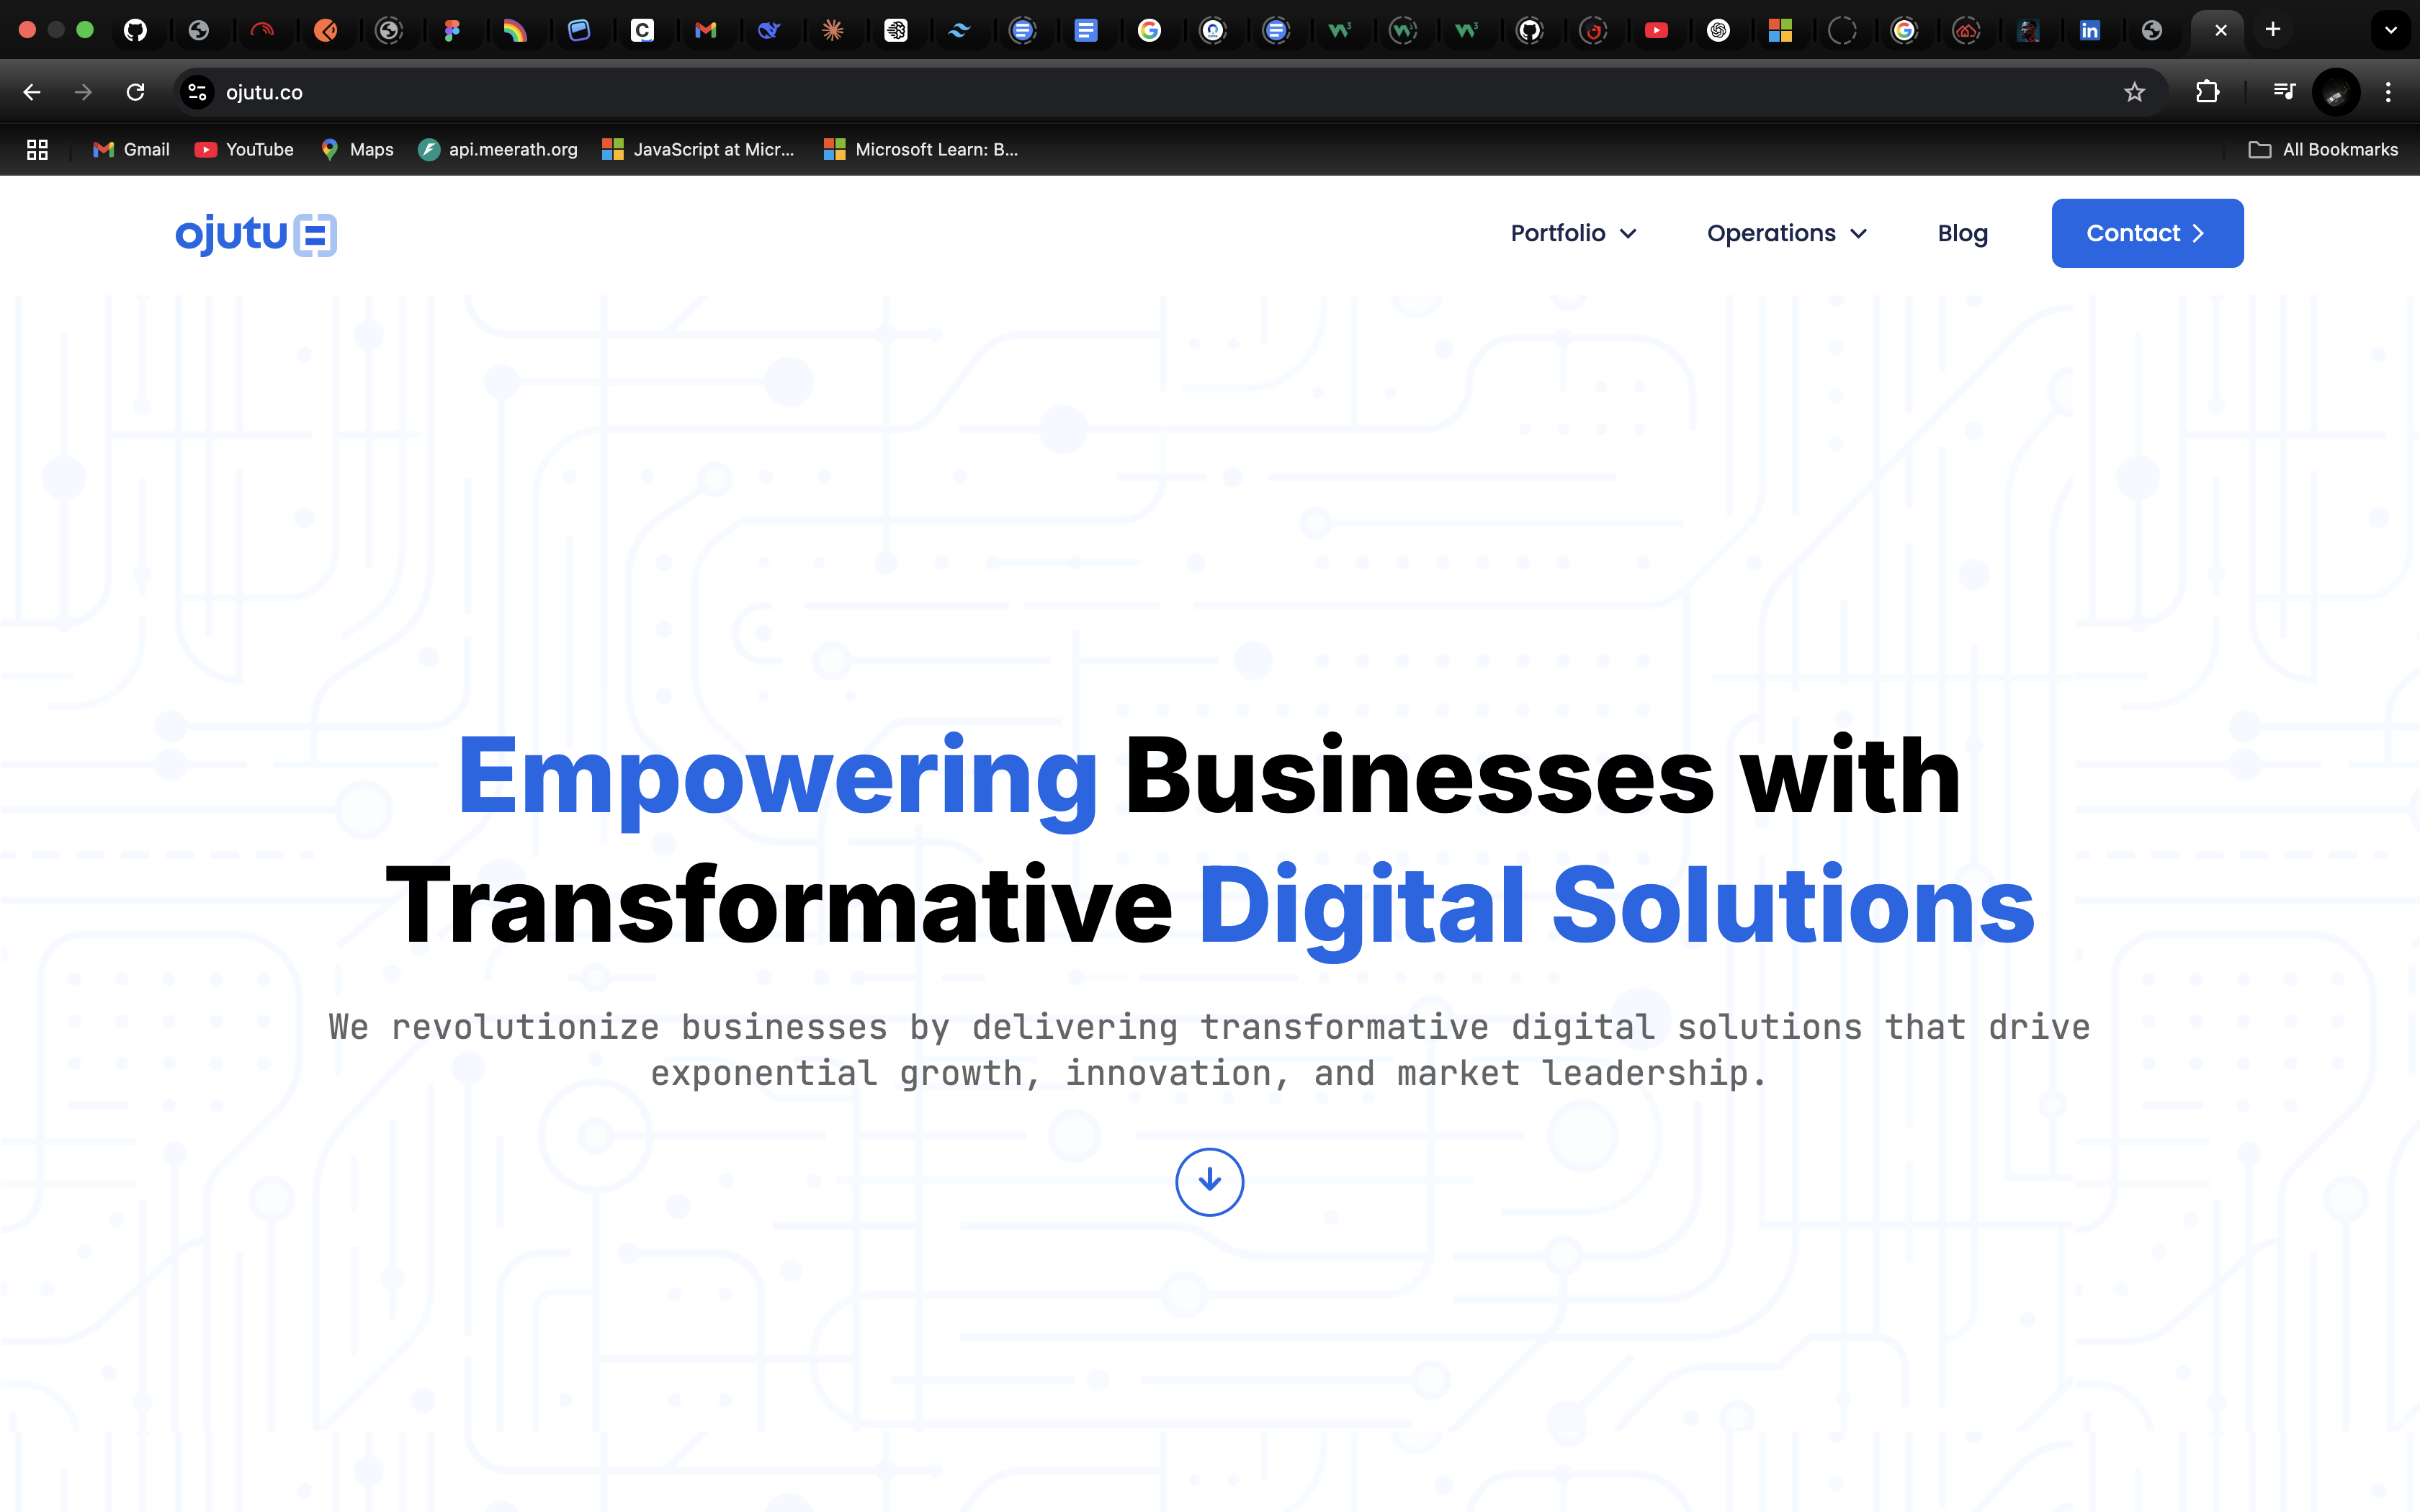 ojutu.co
Gmail
YouTube
Maps
api.meerath.org
JavaScript at Micr...
Microsoft Learn: B...
All Bookmarks
ojutu
Portfolio
Operations
Blog
Contact
Empowering Businesses with
Transformative Digital Solutions
We revolutionize businesses by delivering transformative digital solutions that drive
exponential growth, innovation, and market leadership.